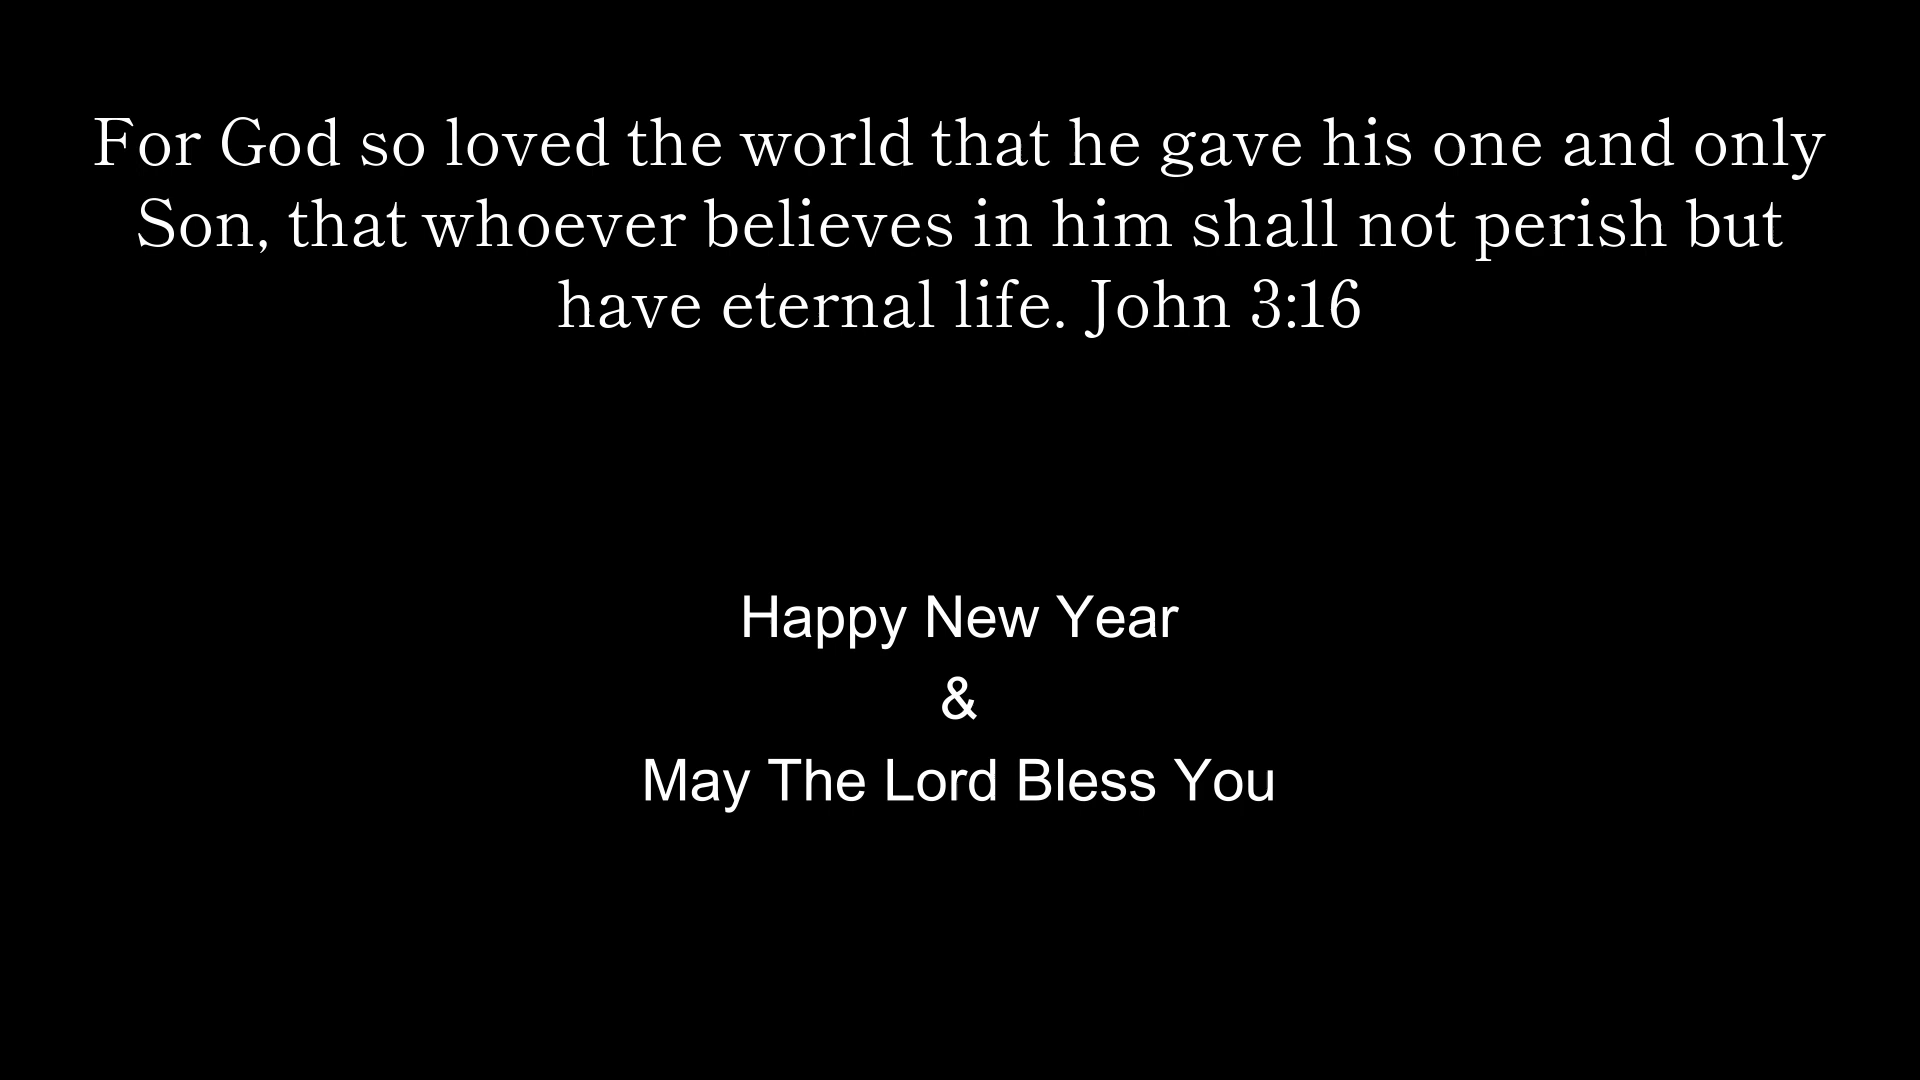 For God so loved the world that he gave his one and only
Son, that whoever believes in him shall not perish but
have eternal life. John 3:16
Happy New Year
&
May The Lord Bless You